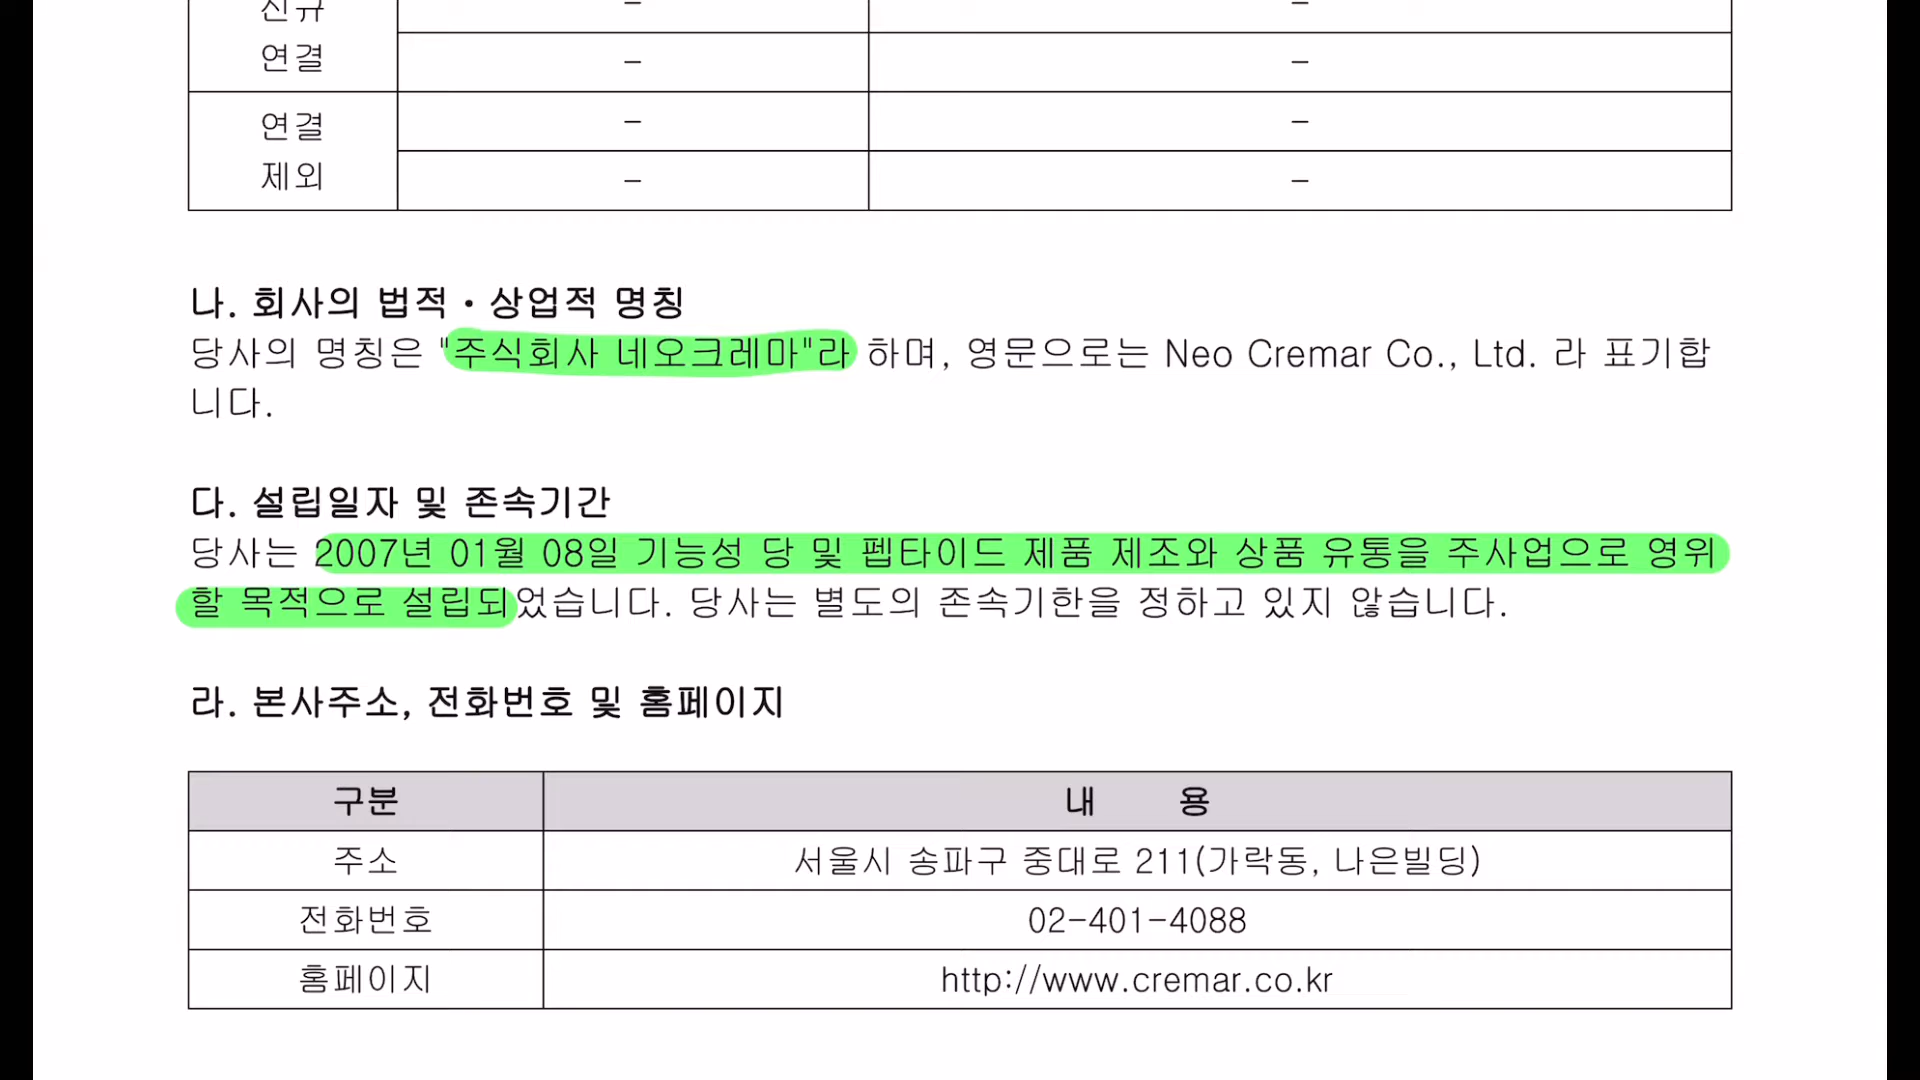 신규 – –
연결 – –
연결 – –
제외 – –
나. 회사의 법적・상업적 명칭
당사의 명칭은 "주식회사 네오크레마"라 하며, 영문으로는 Neo Cremar Co., Ltd. 라 표기합
니다.
다. 설립일자 및 존속기간
당사는 2007년 01월 08일 기능성 당 및 펩타이드 제품 제조와 상품 유통을 주사업으로 영위
할 목적으로 설립되었습니다. 당사는 별도의 존속기한을 정하고 있지 않습니다.
라. 본사주소, 전화번호 및 홈페이지
구분 내 용
주소 서울시 송파구 중대로 211(가락동, 나은빌딩)
전화번호 02-401-4088
홈페이지 http://www.cremar.co.kr